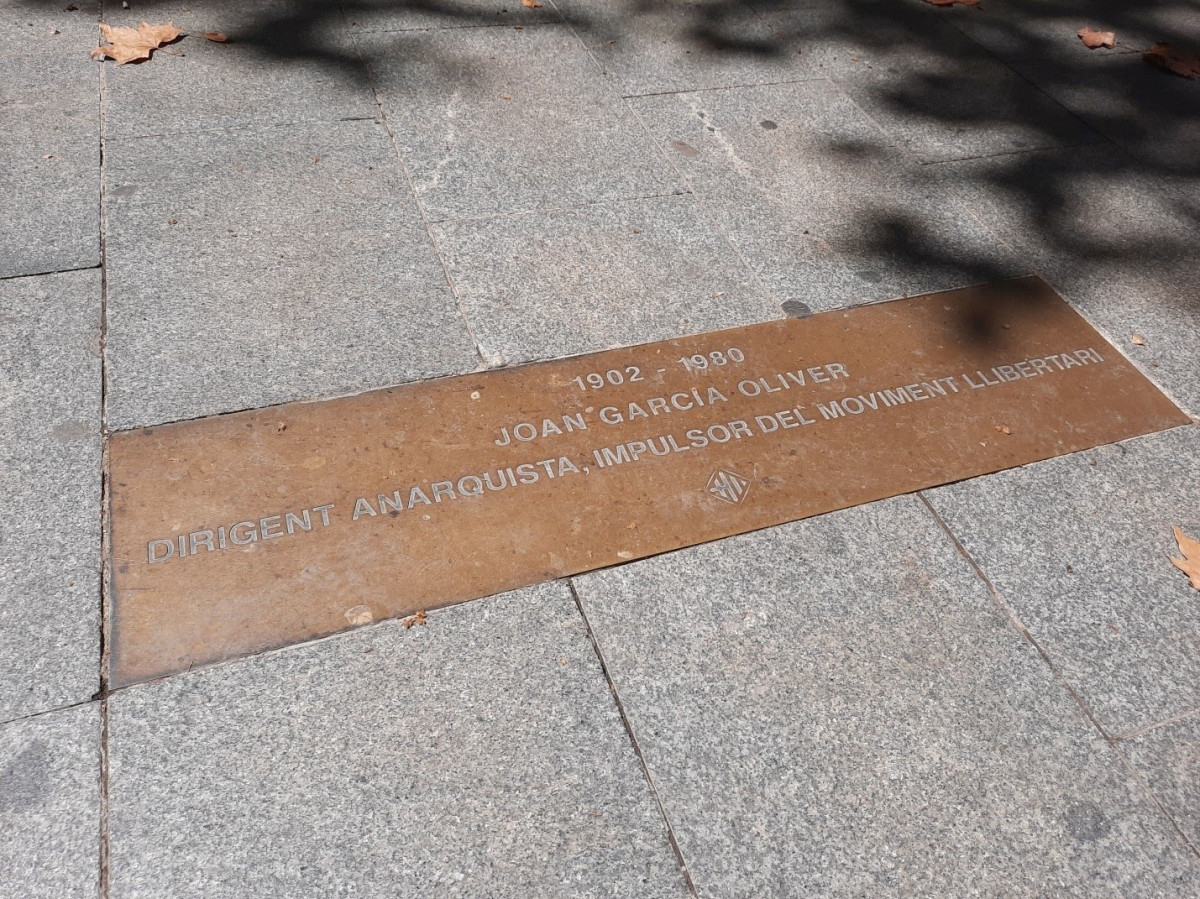 1902 - 1980
JOAN GARCÍA OLIVER
DIRIGENT ANARQUISTA, IMPULSOR DEL MOVIMENT LLIBERTARI